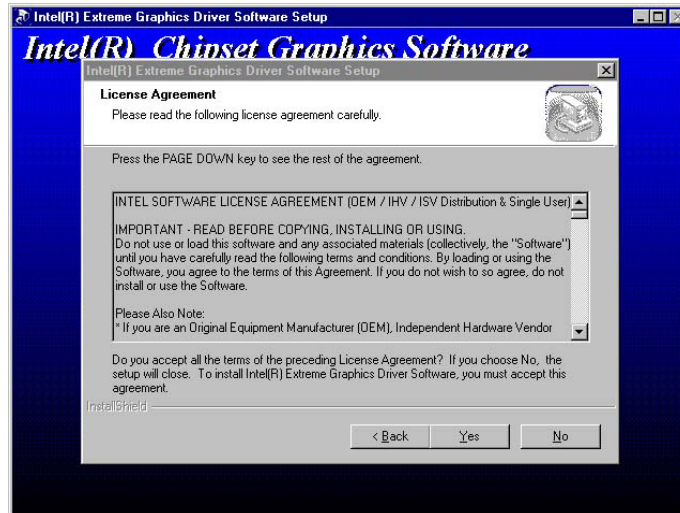 Intel(R) Extreme Graphics Driver Software Setup
Intel(R) Chipset Graphics Software
Intel(R) Extreme Graphics Driver Software Setup
License Agreement
Please read the following license agreement carefully.
Press the PAGE DOWN key to see the rest of the agreement.
INTEL SOFTWARE LICENSE AGREEMENT (OEM / IHV / ISV Distribution & Single User)
IMPORTANT - READ BEFORE COPYING, INSTALLING OR USING.
Do not use or load this software and any associated materials (collectively, the "Software")
until you have carefully read the following terms and conditions. By loading or using the
Software, you agree to the terms of this Agreement. If you do not wish to so agree, do not
install or use the Software.
Please Also Note:
* If you are an Original Equipment Manufacturer (OEM), Independent Hardware Vendor
Do you accept all the terms of the preceding License Agreement? If you choose No, the
setup will close. To install Intel(R) Extreme Graphics Driver Software, you must accept this
agreement.
InstallShield
< Back Yes No